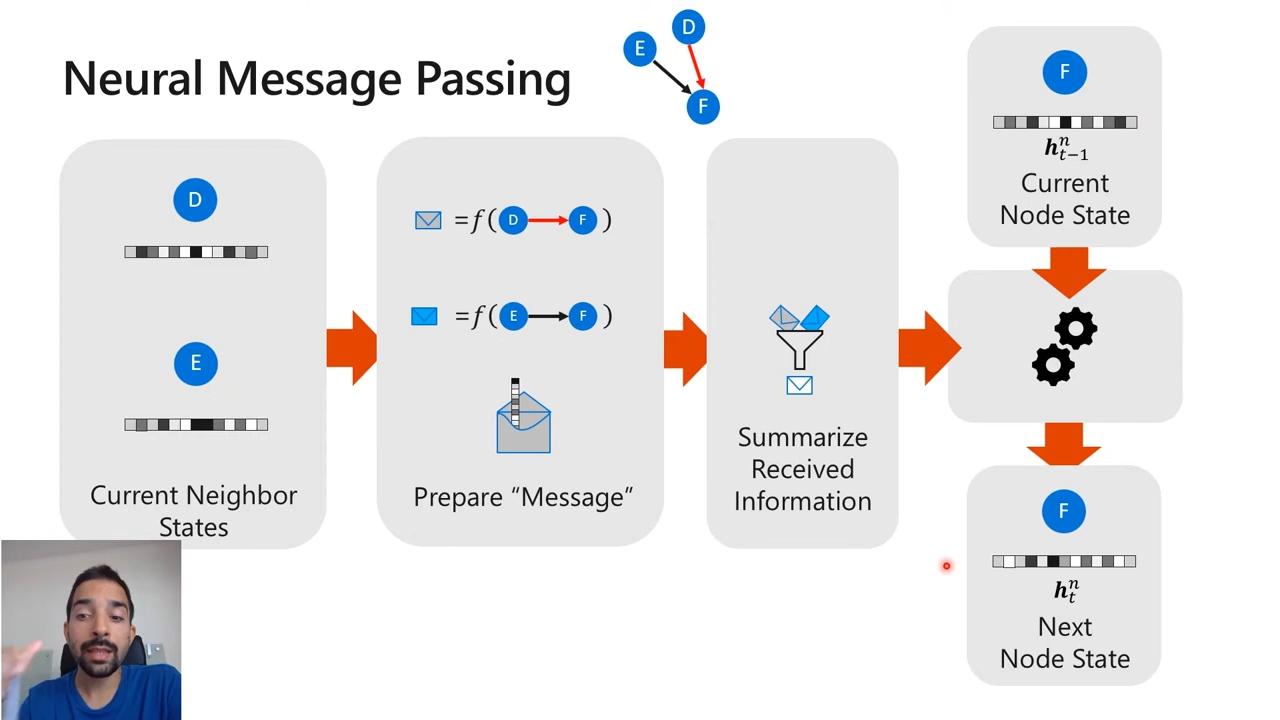 Neural Message Passing
E
D
F
D
E
Current Neighbor
States
=f( D F )
=f( E F )
Prepare “Message”
Summarize
Received
Information
F
h^n_{t−1}
Current
Node State
F
h^n_t
Next
Node State